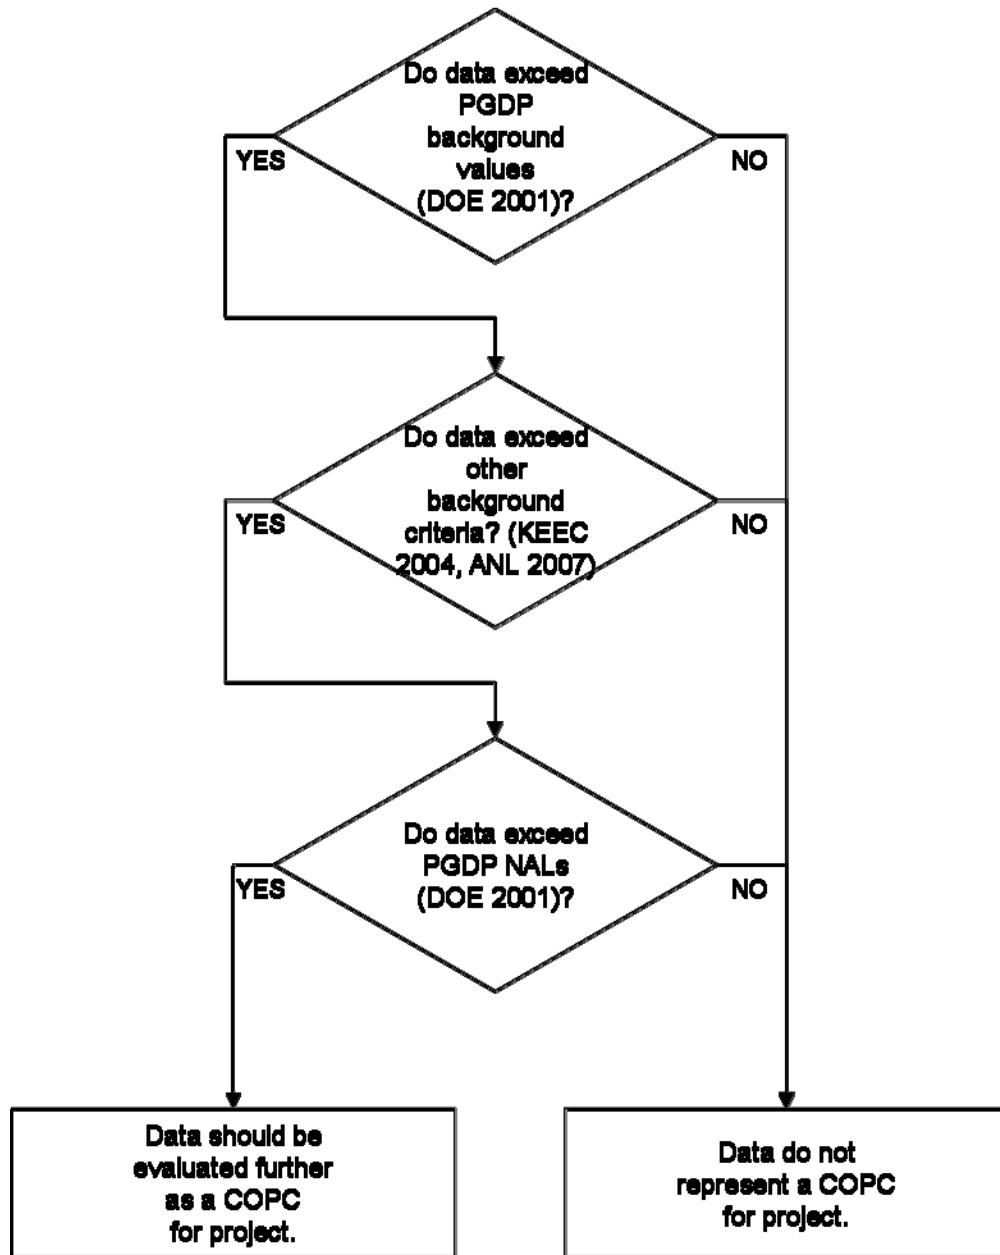 Do data exceed
PGDP
background
values
(DOE 2001)?
YES
NO
Do data exceed
other
background
criteria? (KEEC
2004, ANL 2007)
YES
NO
Do data exceed
PGDP NALs
(DOE 2001)?
YES
NO
Data should be
evaluated further
as a COPC
for project.
Data do not
represent a COPC
for project.